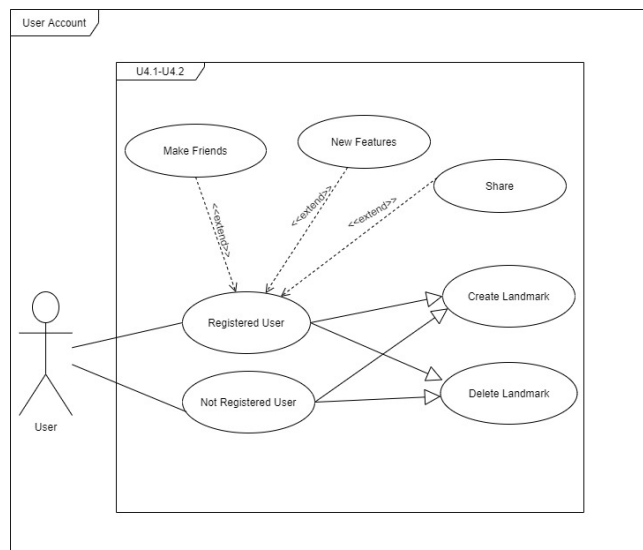 User Account
U4.1-U4.2
Make Friends
New Features
Share
<<extend>>
<<extend>>
<<extend>>
Registered User
Create Landmark
Not Registered User
Delete Landmark
User